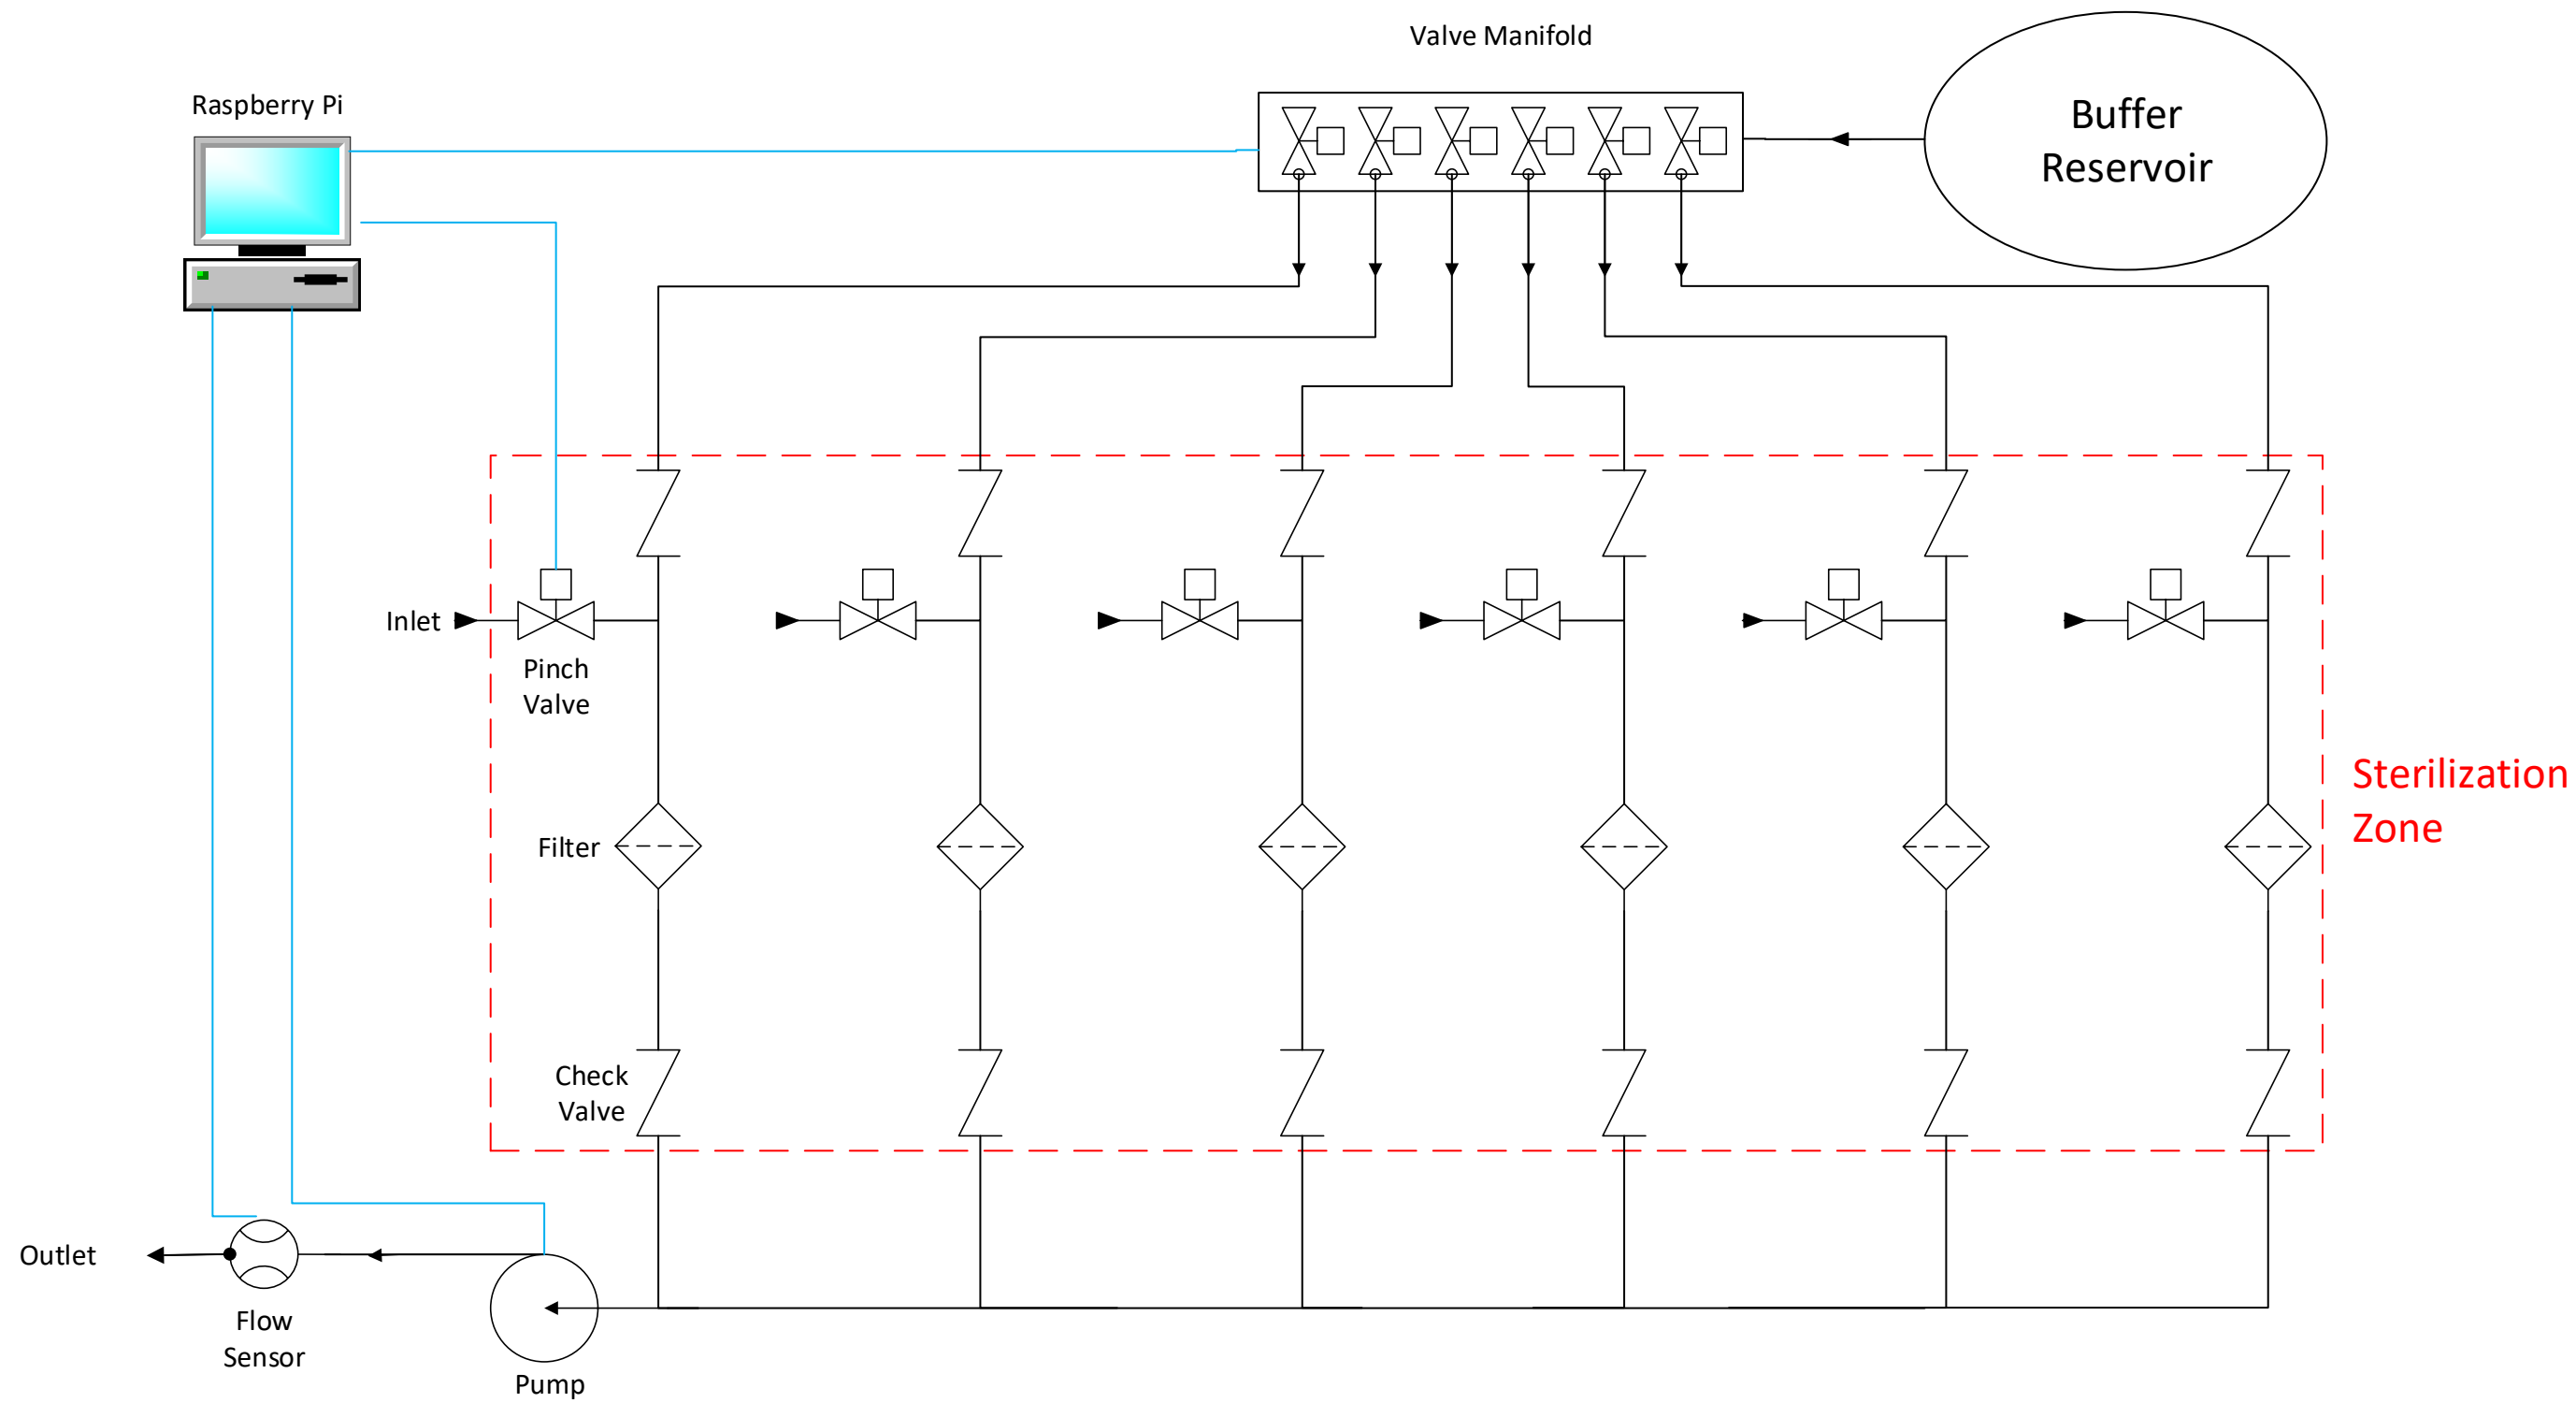 Valve Manifold
Raspberry Pi
Buffer
Reservoir
Inlet
Pinch
Valve
Sterilization
Zone
Filter
Check
Valve
Outlet
Flow
Sensor
Pump